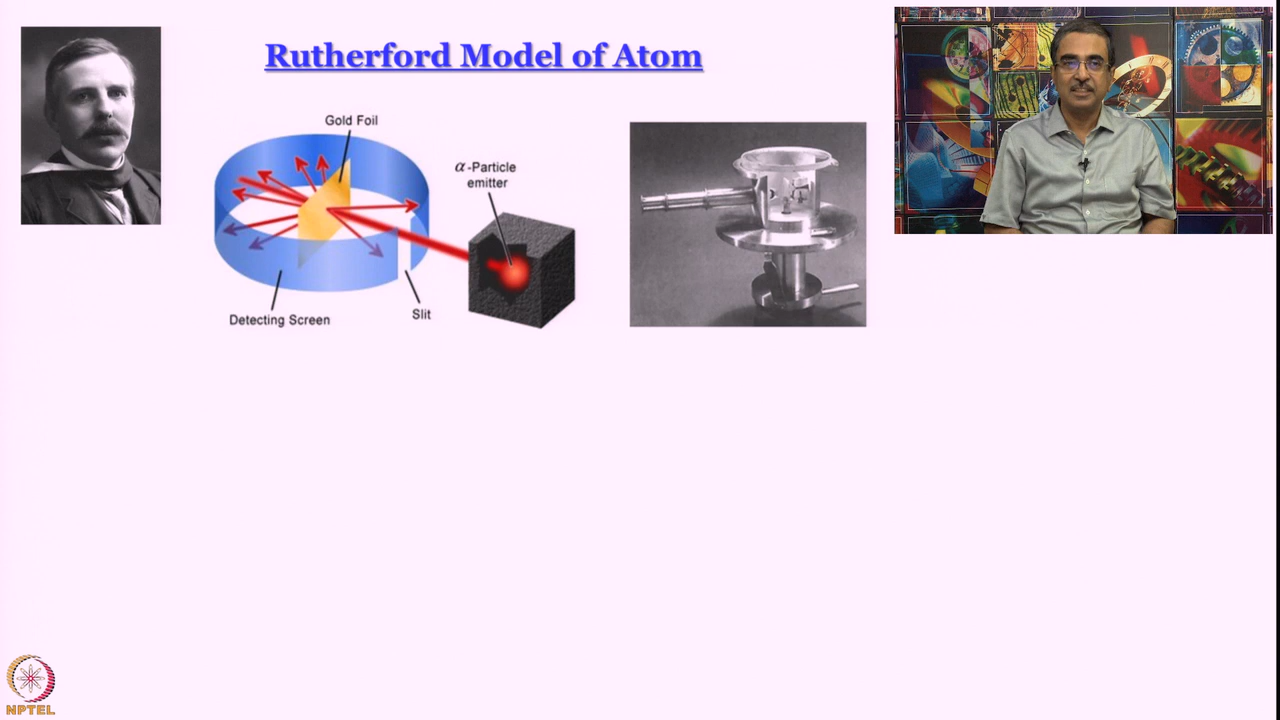 Rutherford Model of Atom
Gold Foil
α-Particle
emitter
Detecting Screen
Slit
NPTEL